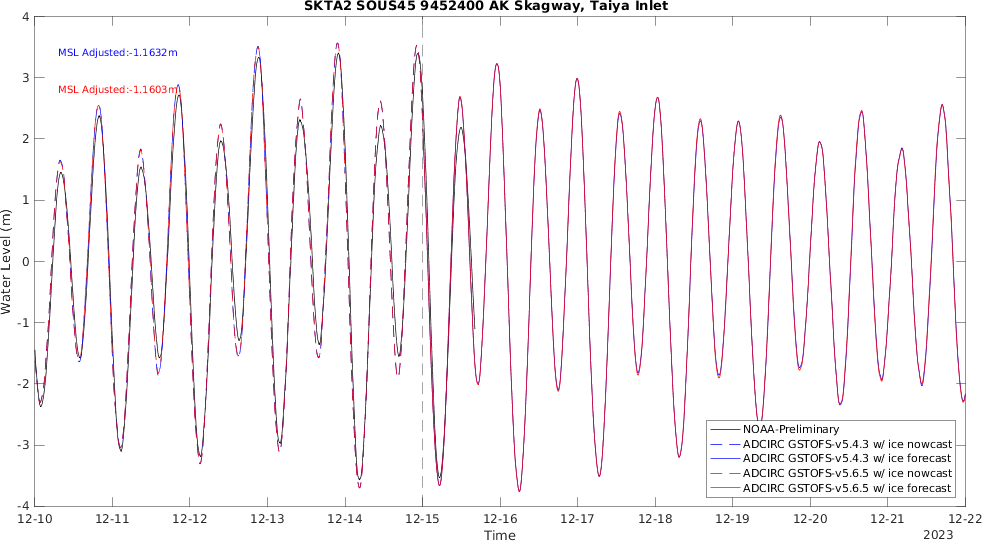 SKTA2 SOUS45 9452400 AK Skagway, Taiya Inlet
MSL Adjusted:-1.1632m
MSL Adjusted:-1.1603m
Water Level (m)
4
3
2
1
0
-1
-2
-3
-4
NOAA-Preliminary
ADCIRC GSTOFS-v5.4.3 w/ ice nowcast
ADCIRC GSTOFS-v5.4.3 w/ ice forecast
ADCIRC GSTOFS-v5.6.5 w/ ice nowcast
ADCIRC GSTOFS-v5.6.5 w/ ice forecast
12-10 12-11 12-12 12-13 12-14 12-15 12-16 12-17 12-18 12-19 12-20 12-21 12-22
Time
2023